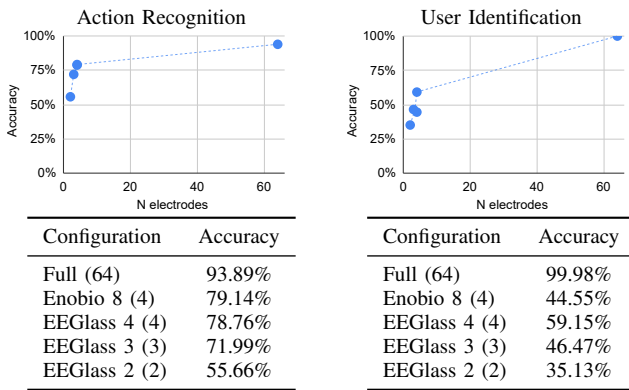 Action Recognition
100%
75%
50%
25%
0%
Accuracy
0 20 40 60
N electrodes
Configuration Accuracy
Full (64) 93.89%
Enobio 8 (4) 79.14%
EEGlass 4 (4) 78.76%
EEGlass 3 (3) 71.99%
EEGlass 2 (2) 55.66%
User Identification
100%
75%
50%
25%
0%
Accuracy
0 20 40 60
N electrodes
Configuration Accuracy
Full (64) 99.98%
Enobio 8 (4) 44.55%
EEGlass 4 (4) 59.15%
EEGlass 3 (3) 46.47%
EEGlass 2 (2) 35.13%